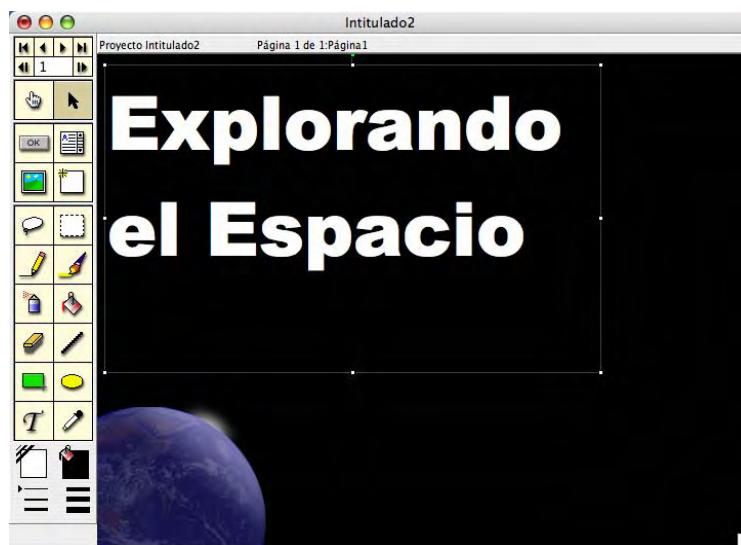 Intitulado2
Proyecto Intitulado2 Página 1 de 1:Página1
1
OK
A
T
Explorando
el Espacio